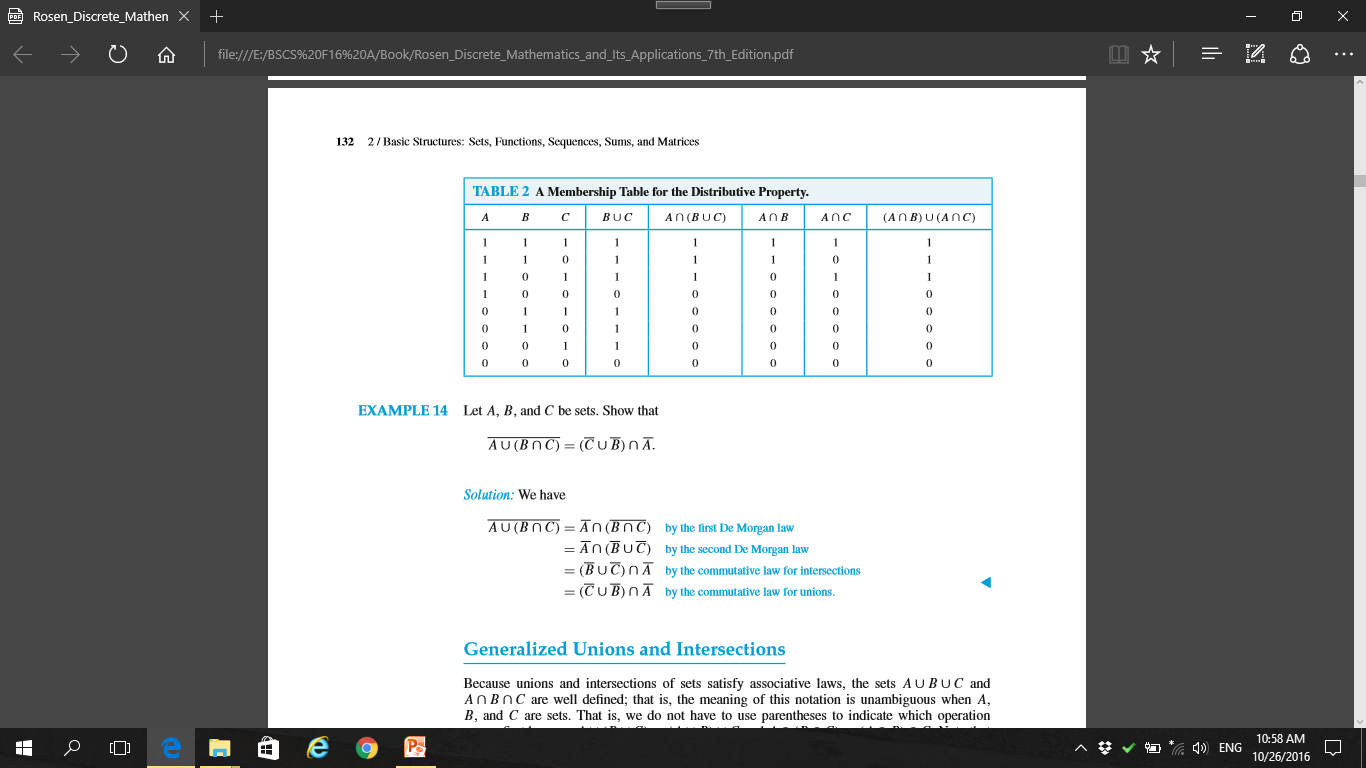 Rosen_Discrete_Mathen
file:///E:/BSCS%20F16%20A/Book/Rosen_Discrete_Mathematics_and_Its_Applications_7th_Edition.pdf
132 2 / Basic Structures: Sets, Functions, Sequences, Sums, and Matrices
TABLE 2 A Membership Table for the Distributive Property.
A B C B ∪ C A ∩ (B ∪ C) A ∩ B A ∩ C (A ∩ B) ∪ (A ∩ C)
1 1 1 1 1 1 1 1
1 1 0 1 1 1 0 1
1 0 1 1 1 0 1 1
1 0 0 0 0 0 0 0
0 1 1 1 0 0 0 0
0 1 0 1 0 0 0 0
0 0 1 1 0 0 0 0
0 0 0 0 0 0 0 0
EXAMPLE 14 Let A, B, and C be sets. Show that
A̅ ̅∪̅ ̅(̅B̅ ̅∩̅ ̅C̅)̅ = (C̅ ∪ B̅) ∩ A̅.
Solution: We have
A̅ ̅∪̅ ̅(̅B̅ ̅∩̅ ̅C̅)̅ = A̅ ∩ (B̅ ̅∩̅ ̅C̅) by the first De Morgan law
= A̅ ∩ (B̅ ∪ C̅) by the second De Morgan law
= (B̅ ∪ C̅) ∩ A̅ by the commutative law for intersections
= (C̅ ∪ B̅) ∩ A̅ by the commutative law for unions.
Generalized Unions and Intersections
Because unions and intersections of sets satisfy associative laws, the sets A ∪ B ∪ C and
A ∩ B ∩ C are well defined; that is, the meaning of this notation is unambiguous when A,
B, and C are sets. That is, we do not have to use parentheses to indicate which operation
ENG
10:58 AM
10/26/2016